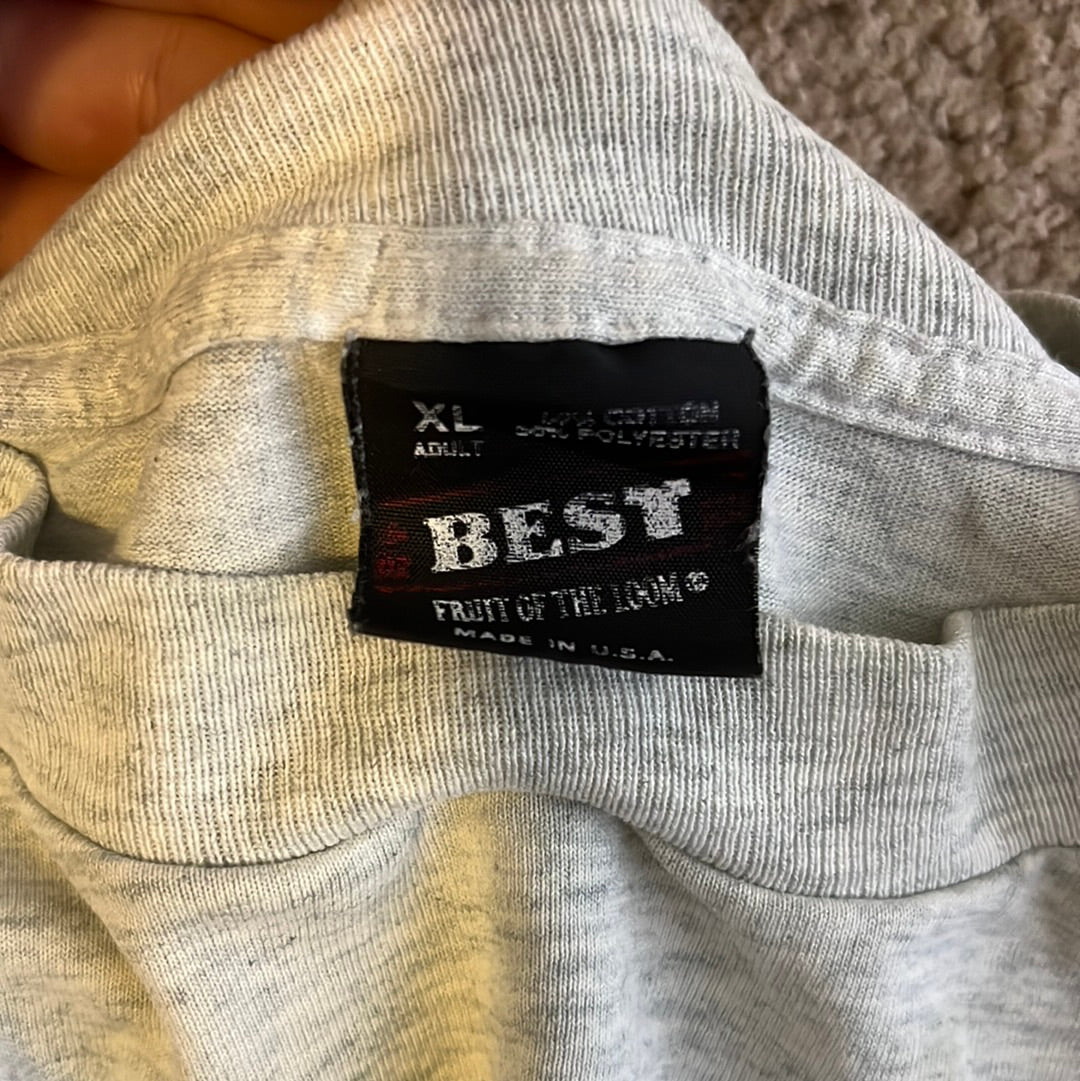 XL
ADULT
COTTON
POLYESTER
BEST
FRUIT OF THE LOOM ®
MADE IN U.S.A.